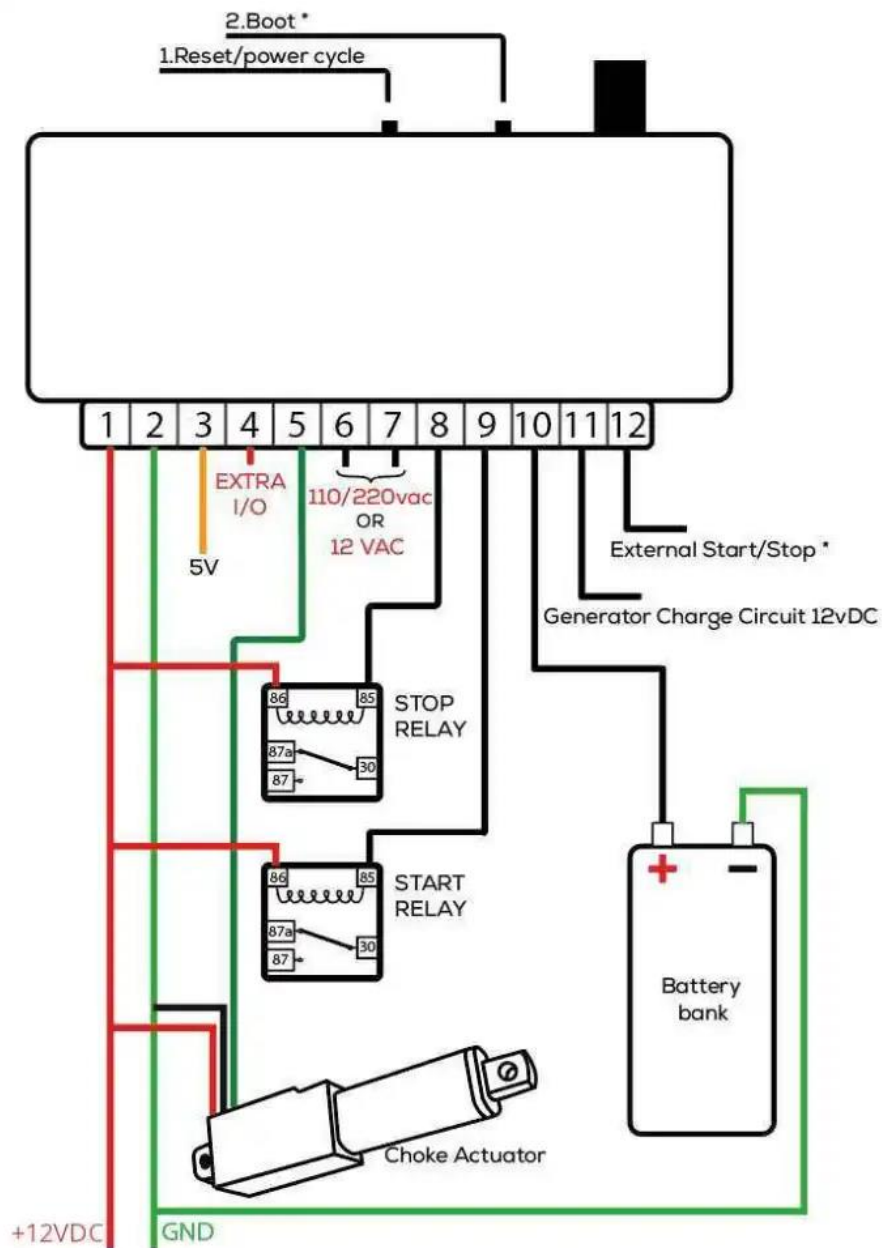 2.Boot *
1.Reset/power cycle
1 2 3 4 5 6 7 8 9 10 11 12
EXTRA
I/O
110/220vac
OR
12 VAC
5V
External Start/Stop *
Generator Charge Circuit 12vDC
86 85
87a
30
87
STOP
RELAY
86 85
87a
30
87
START
RELAY
+ −
Battery
bank
Choke Actuator
+12VDC
GND